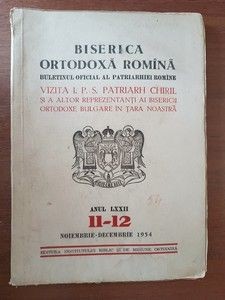 BISERICA
ORTODOXĂ ROMÎNĂ
BULETINUL OFICIAL AL PATRIARHIEI ROMÎNE
VIZITA I. P. S. PATRIARH CHIRIL
ȘI A ALTOR REPREZENTANȚI AI BISERICII
ORTODOXE BULGARE IN ȚARA NOASTRĂ
ANUL LXXII
11-12
NOIEMBRIE-DECEMBRIE 1954
EDITURA INSTITUTULUI BIBLIC ȘI DE MISIUNE ORTODOXĂ